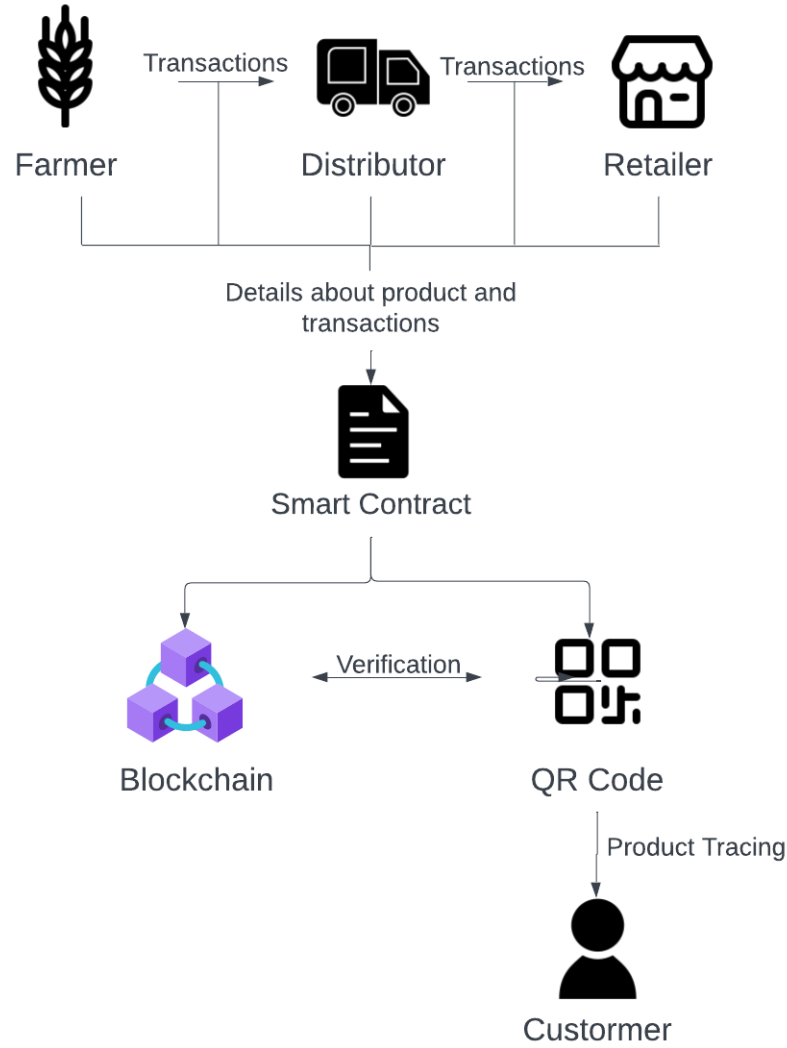 Transactions
Transactions
Farmer
Distributor
Retailer
Details about product and
transactions
Smart Contract
Verification
Blockchain
QR Code
Product Tracing
Custormer